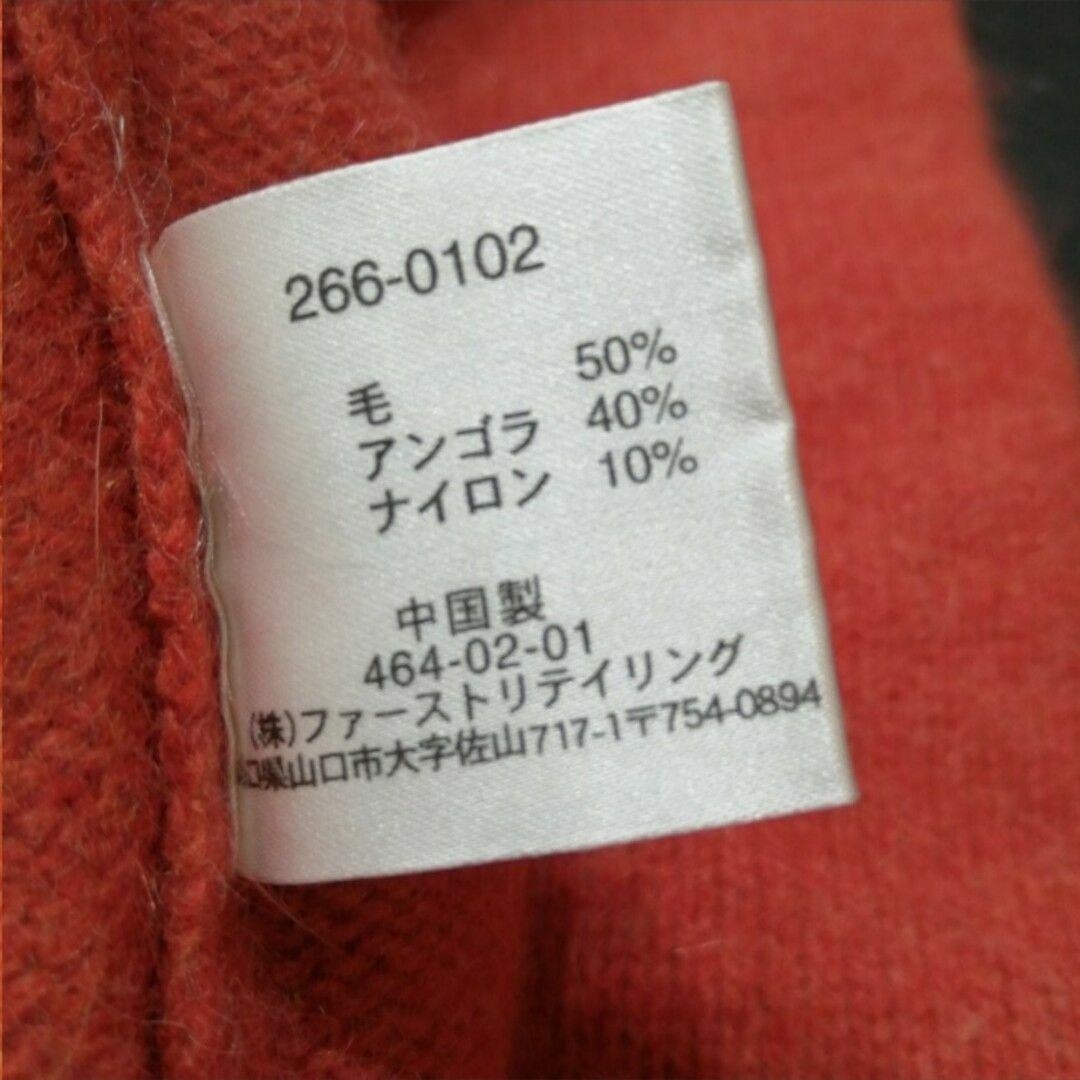 266-0102
毛 50%
アンゴラ 40%
ナイロン 10%
中国製
464-02-01
(株)ファーストリテイリング
口県山口市大字佐山717-1〒754-0894